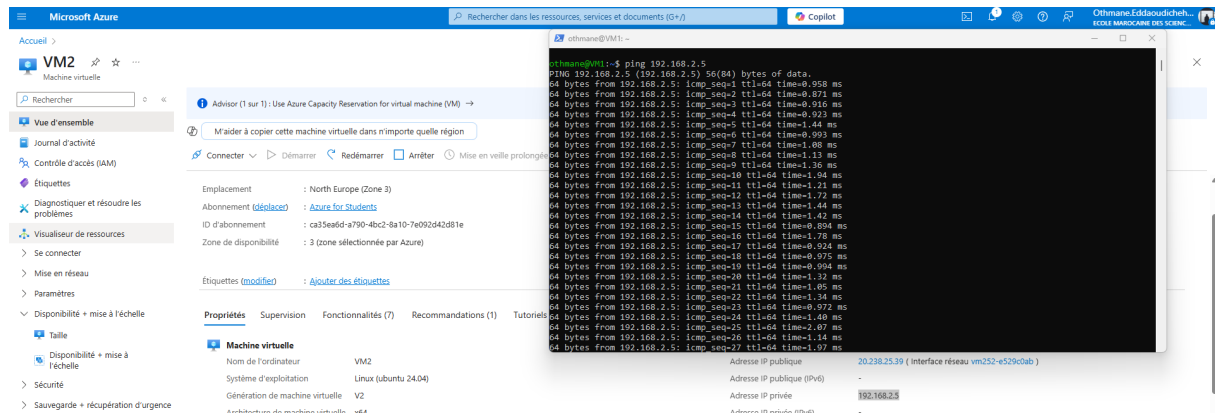 Microsoft Azure
Rechercher dans les ressources, services et documents (G+/)
Copilot
1
Othmane.Eddaoudicheh...
ECOLE MAROCAINE DES SCIENC...
Accueil >
VM2
Machine virtuelle
Rechercher
Vue d'ensemble
Journal d'activité
Contrôle d'accès (IAM)
Étiquettes
Diagnostiquer et résoudre les
problèmes
Visualiseur de ressources
Se connecter
Mise en réseau
Paramètres
Disponibilité + mise à l'échelle
Taille
Disponibilité + mise à
l'échelle
Sécurité
Sauvegarde + récupération d'urgence
Advisor (1 sur 1) : Use Azure Capacity Reservation for virtual machine (VM) →
M'aider à copier cette machine virtuelle dans n'importe quelle région
Connecter
Démarrer
Redémarrer
Arrêter
Mise en veille prolongée
Emplacement : North Europe (Zone 3)
Abonnement (déplacer) : Azure for Students
ID d'abonnement : ca35ea6d-a790-4bc2-8a10-7e092d42d81e
Zone de disponibilité : 3 (zone sélectionnée par Azure)
Étiquettes (modifier) : Ajouter des étiquettes
Propriétés Supervision Fonctionnalités (7) Recommandations (1) Tutoriels
Machine virtuelle
Nom de l'ordinateur VM2
Système d'exploitation Linux (ubuntu 24.04)
Génération de machine virtuelle V2
Architecture de machine virtuelle x64
Adresse IP publique 20.238.25.39 ( Interface réseau vm252-e529c0ab )
Adresse IP publique (IPv6) -
Adresse IP privée 192.168.2.5
Adresse IP privée (IPv6) -
othmane@VM1: ~
othmane@VM1:~$ ping 192.168.2.5
PING 192.168.2.5 (192.168.2.5) 56(84) bytes of data.
64 bytes from 192.168.2.5: icmp_seq=1 ttl=64 time=0.958 ms
64 bytes from 192.168.2.5: icmp_seq=2 ttl=64 time=0.871 ms
64 bytes from 192.168.2.5: icmp_seq=3 ttl=64 time=0.916 ms
64 bytes from 192.168.2.5: icmp_seq=4 ttl=64 time=0.923 ms
64 bytes from 192.168.2.5: icmp_seq=5 ttl=64 time=1.44 ms
64 bytes from 192.168.2.5: icmp_seq=6 ttl=64 time=0.993 ms
64 bytes from 192.168.2.5: icmp_seq=7 ttl=64 time=1.08 ms
64 bytes from 192.168.2.5: icmp_seq=8 ttl=64 time=1.13 ms
64 bytes from 192.168.2.5: icmp_seq=9 ttl=64 time=1.36 ms
64 bytes from 192.168.2.5: icmp_seq=10 ttl=64 time=1.94 ms
64 bytes from 192.168.2.5: icmp_seq=11 ttl=64 time=1.21 ms
64 bytes from 192.168.2.5: icmp_seq=12 ttl=64 time=1.72 ms
64 bytes from 192.168.2.5: icmp_seq=13 ttl=64 time=1.44 ms
64 bytes from 192.168.2.5: icmp_seq=14 ttl=64 time=1.42 ms
64 bytes from 192.168.2.5: icmp_seq=15 ttl=64 time=0.894 ms
64 bytes from 192.168.2.5: icmp_seq=16 ttl=64 time=1.78 ms
64 bytes from 192.168.2.5: icmp_seq=17 ttl=64 time=0.924 ms
64 bytes from 192.168.2.5: icmp_seq=18 ttl=64 time=0.975 ms
64 bytes from 192.168.2.5: icmp_seq=19 ttl=64 time=0.994 ms
64 bytes from 192.168.2.5: icmp_seq=20 ttl=64 time=1.32 ms
64 bytes from 192.168.2.5: icmp_seq=21 ttl=64 time=1.05 ms
64 bytes from 192.168.2.5: icmp_seq=22 ttl=64 time=1.34 ms
64 bytes from 192.168.2.5: icmp_seq=23 ttl=64 time=0.972 ms
64 bytes from 192.168.2.5: icmp_seq=24 ttl=64 time=1.40 ms
64 bytes from 192.168.2.5: icmp_seq=25 ttl=64 time=2.07 ms
64 bytes from 192.168.2.5: icmp_seq=26 ttl=64 time=1.14 ms
64 bytes from 192.168.2.5: icmp_seq=27 ttl=64 time=1.97 ms